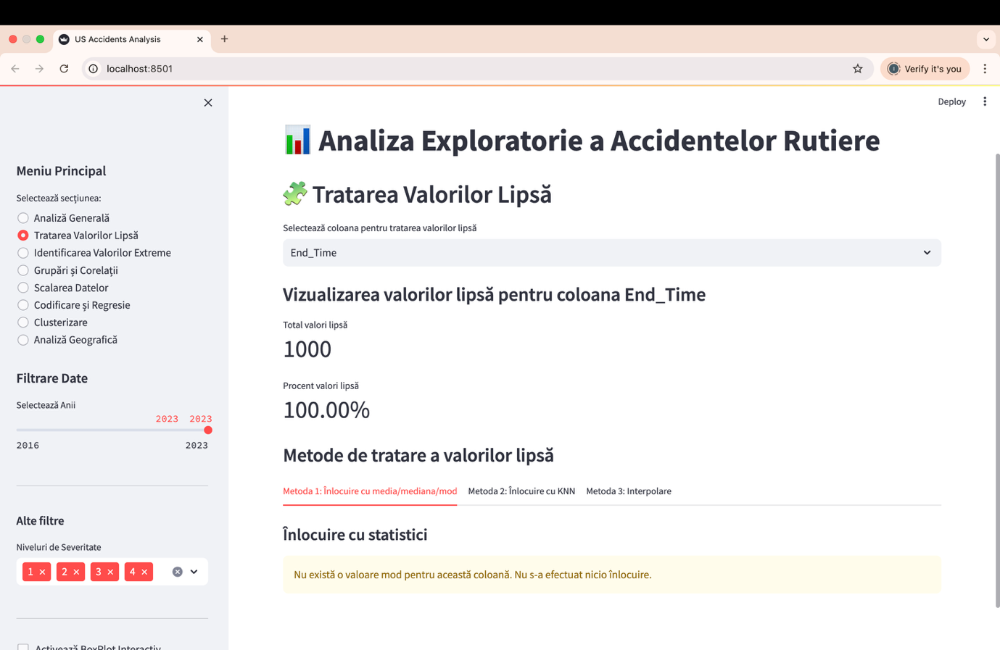 US Accidents Analysis
localhost:8501
Verify it's you
Deploy
Meniu Principal
Selectează secțiunea:
Analiză Generală
Tratarea Valorilor Lipsă
Identificarea Valorilor Extreme
Grupări și Corelații
Scalarea Datelor
Codificare și Regresie
Clusterizare
Analiză Geografică
Filtrare Date
Selectează Anii
2023 2023
2016 2023
Alte filtre
Niveluri de Severitate
1 2 3 4
Activează BoxPlot Interactiv
Analiza Exploratorie a Accidentelor Rutiere
Tratarea Valorilor Lipsă
Selectează coloana pentru tratarea valorilor lipsă
End_Time
Vizualizarea valorilor lipsă pentru coloana End_Time
Total valori lipsă
1000
Procent valori lipsă
100.00%
Metode de tratare a valorilor lipsă
Metoda 1: Înlocuire cu media/mediana/mod Metoda 2: Înlocuire cu KNN Metoda 3: Interpolare
Înlocuire cu statistici
Nu există o valoare mod pentru această coloană. Nu s-a efectuat nicio înlocuire.